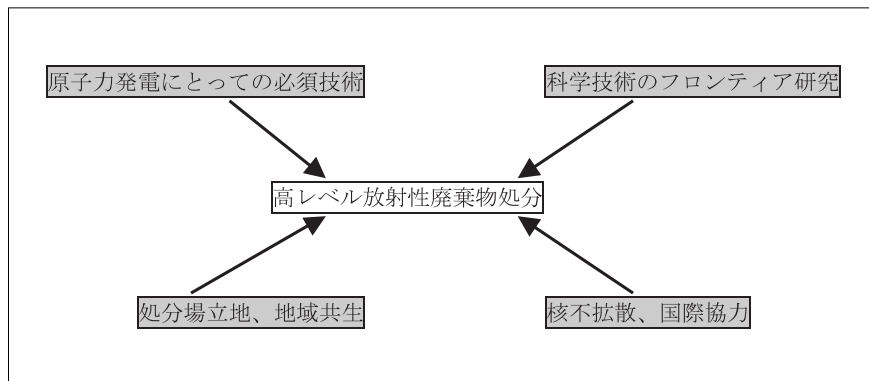 原子力発電にとっての必須技術
科学技術のフロンティア研究
高レベル放射性廃棄物処分
処分場立地、地域共生
核不拡散、国際協力